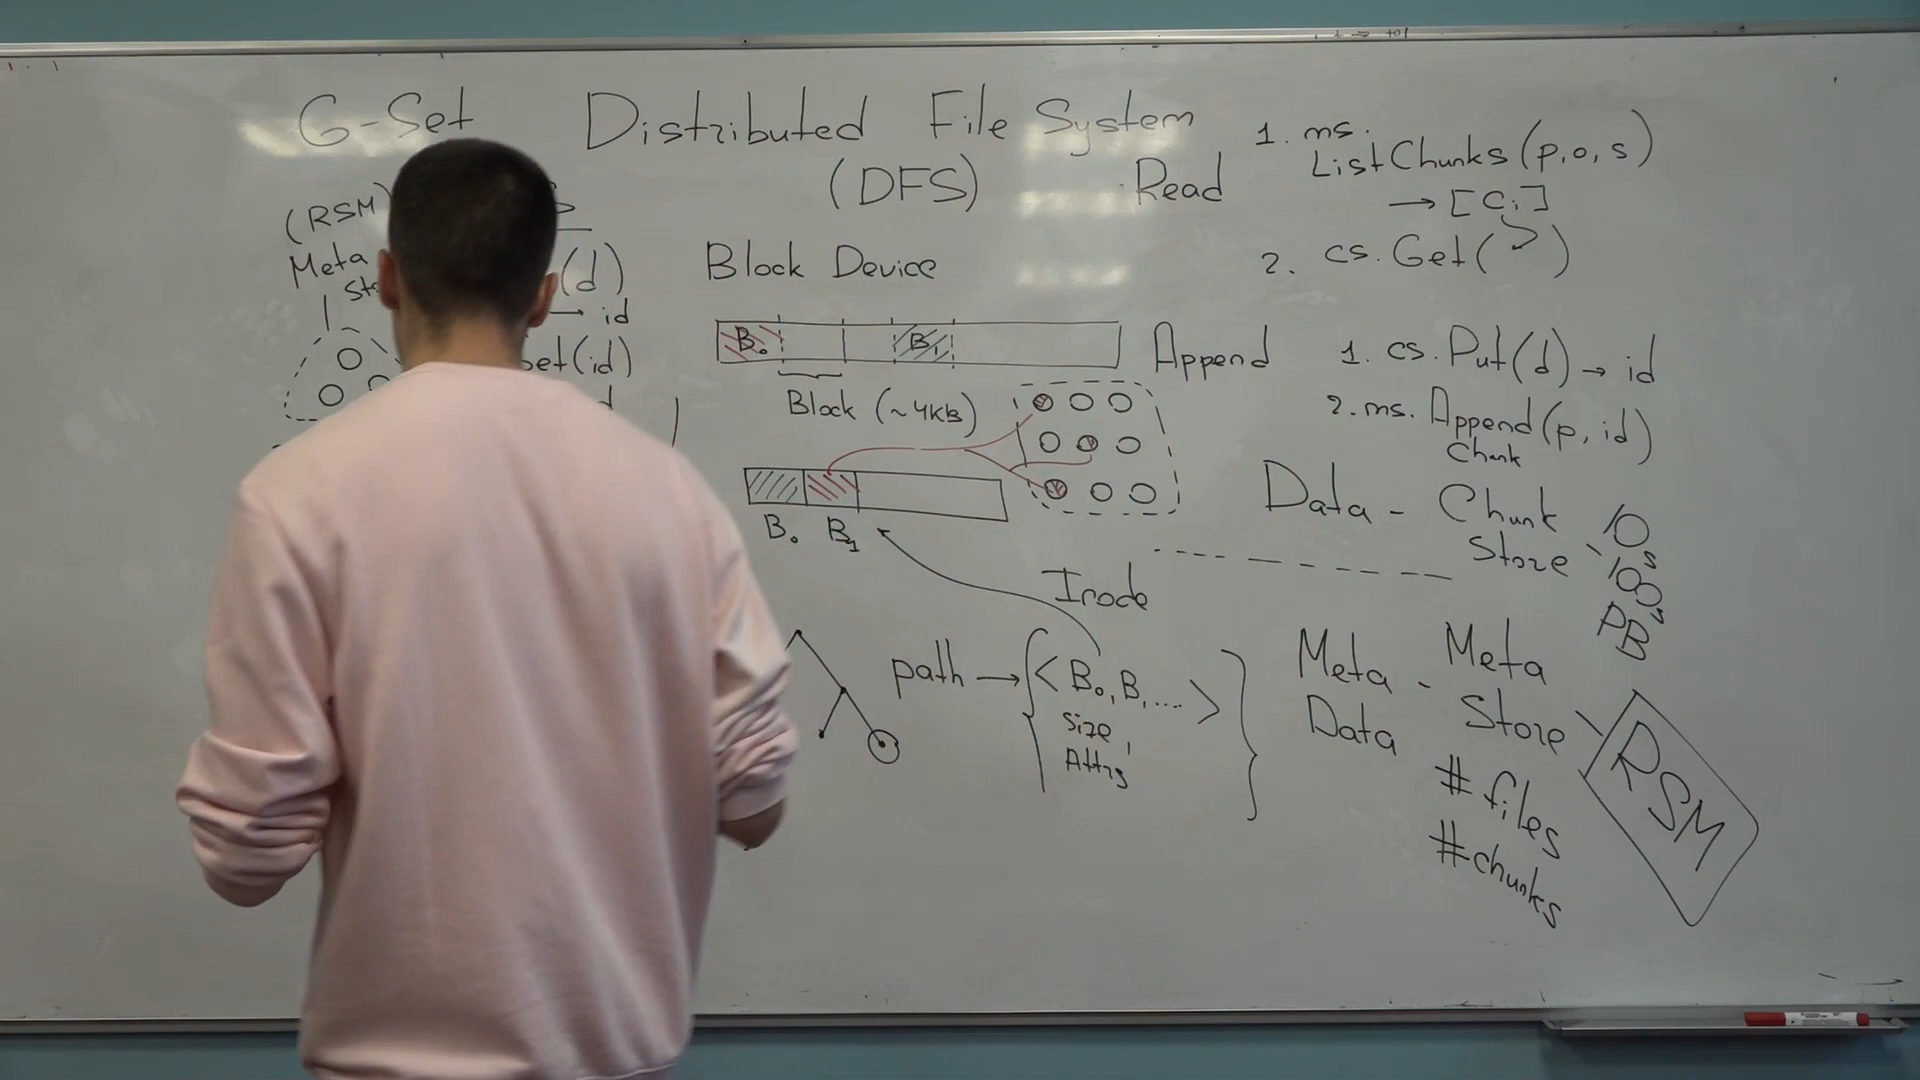 G-Set
(RSM)
Meta
(d)
→ id
et(id)
Distributed File System
(DFS)
Block Device
B₀ B₁
Block (~4KB)
B₀ B₁
Inode
path → { < B₀, B₁, .... >
Size,
Attrs
Read
1. ms.
ListChunks(p, o, s)
→ [Ci]
2. cs. Get( )
Append
1. cs. Put(d) → id
2. ms. Append(p, id)
Chunk
Data - Chunk
Store
10s
100s
PB
Meta - Meta
Data Store
RSM
# files
# chunks